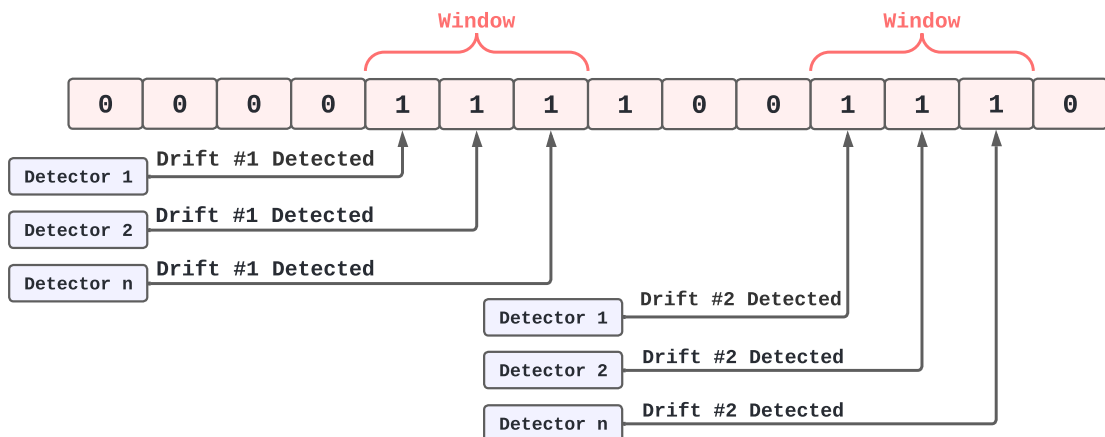 Window Window
0 0 0 0 1 1 1 1 0 0 1 1 1 0
Drift #1 Detected
Detector 1
Drift #1 Detected
Detector 2
Drift #1 Detected
Detector n
Drift #2 Detected
Detector 1
Drift #2 Detected
Detector 2
Drift #2 Detected
Detector n